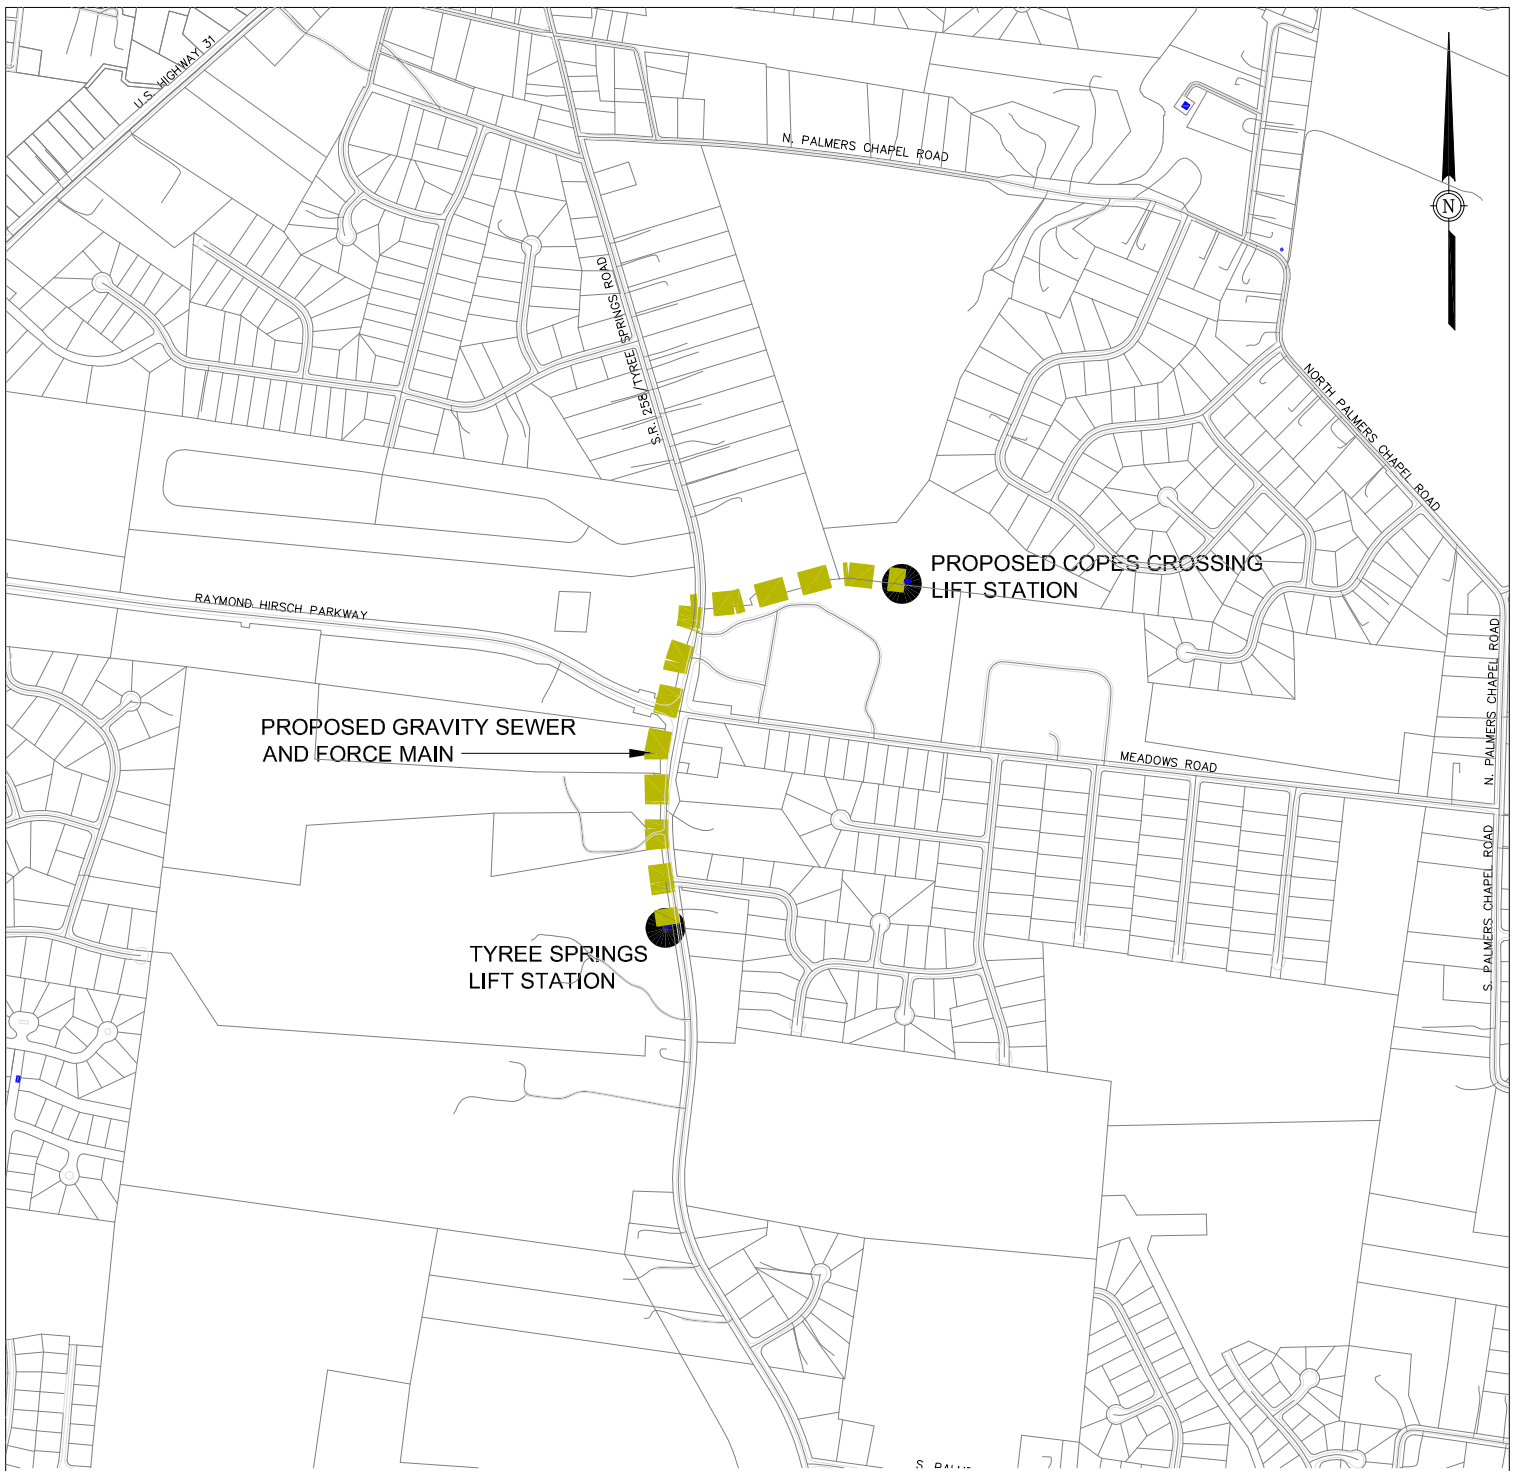 U.S. HIGHWAY 31
N. PALMERS CHAPEL ROAD
N
S.R. 258/TYREE SPRINGS ROAD
NORTH PALMERS CHAPEL ROAD
PROPOSED COPES CROSSING
LIFT STATION
RAYMOND HIRSCH PARKWAY
N. PALMERS CHAPEL ROAD
PROPOSED GRAVITY SEWER
AND FORCE MAIN
MEADOWS ROAD
S. PALMERS CHAPEL ROAD
TYREE SPRINGS
LIFT STATION
S.